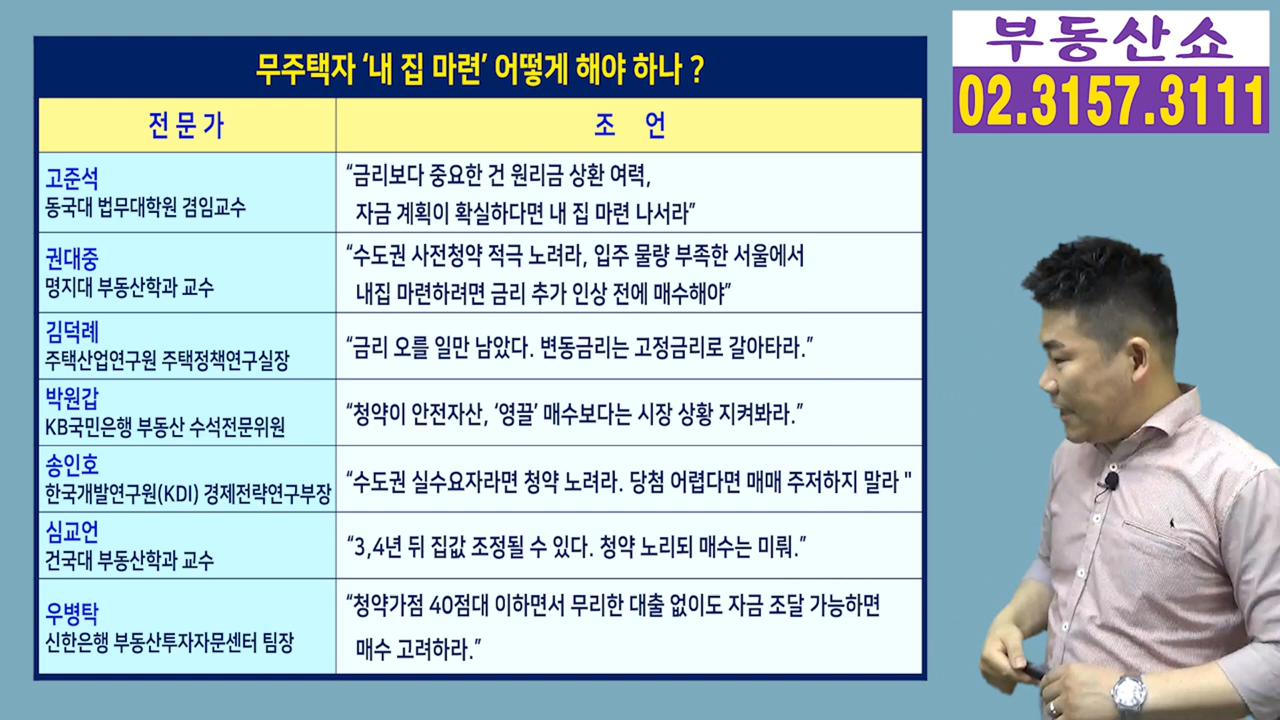 부동산쇼
02.3157.3111
무주택자 ‘내 집 마련’ 어떻게 해야 하나 ?
전 문 가
조 언
고준석
동국대 법무대학원 겸임교수
“금리보다 중요한 건 원리금 상환 여력,
자금 계획이 확실하다면 내 집 마련 나서라”
권대중
명지대 부동산학과 교수
“수도권 사전청약 적극 노려라, 입주 물량 부족한 서울에서
내집 마련하려면 금리 추가 인상 전에 매수해야”
김덕례
주택산업연구원 주택정책연구실장
“금리 오를 일만 남았다. 변동금리는 고정금리로 갈아타라.”
박원갑
KB국민은행 부동산 수석전문위원
“청약이 안전자산, ‘영끌’ 매수보다는 시장 상황 지켜봐라.”
송인호
한국개발연구원(KDI) 경제전략연구부장
“수도권 실수요자라면 청약 노려라. 당첨 어렵다면 매매 주저하지 말라 "
심교언
건국대 부동산학과 교수
“3,4년 뒤 집값 조정될 수 있다. 청약 노리되 매수는 미뤄.”
우병탁
신한은행 부동산투자자문센터 팀장
“청약가점 40점대 이하면서 무리한 대출 없이도 자금 조달 가능하면
매수 고려하라.”